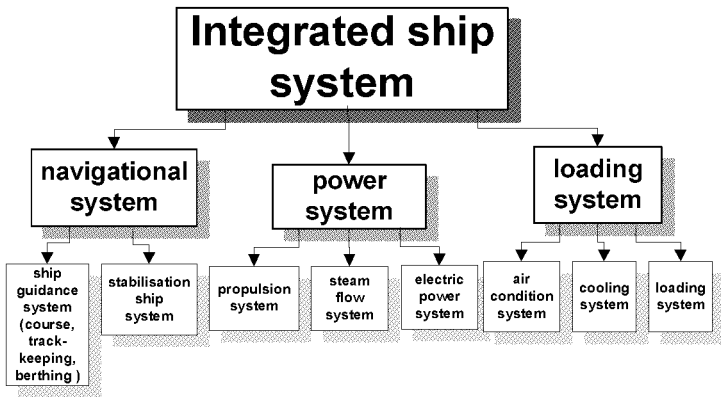 Integrated ship
system
navigational
system
power
system
loading
system
ship
guidance
system
(course,
track-
keeping,
berthing )
stabilisation
ship
system
propulsion
system
steam
flow
system
electric
power
system
air
condition
system
cooling
system
loading
system